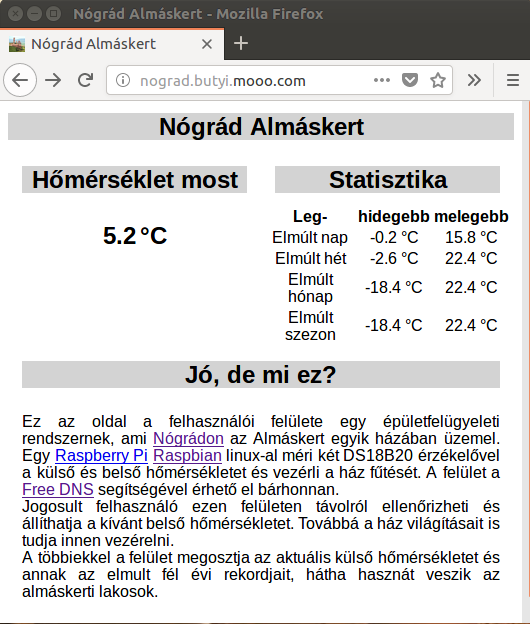 Nógrád Almáskert - Mozilla Firefox
Nógrád Almáskert
nograd.butyi.mooo.com
Nógrád Almáskert
Hőmérséklet most
5.2 °C
Statisztika
Leg- hidegebb melegebb
Elmúlt nap -0.2 °C 15.8 °C
Elmúlt hét -2.6 °C 22.4 °C
Elmúlt
hónap -18.4 °C 22.4 °C
Elmúlt
szezon -18.4 °C 22.4 °C
Jó, de mi ez?
Ez az oldal a felhasználói felülete egy épületfelügyeleti
rendszernek, ami Nógrádon az Almáskert egyik házában üzemel.
Egy Raspberry Pi Raspbian linux-al méri két DS18B20 érzékelővel
a külső és belső hőmérsékletet és vezérli a ház fűtését. A felület a
Free DNS segítségével érhető el bárhonnan.
Jogosult felhasználó ezen felületen távolról ellenőrizheti és
állíthatja a kívánt belső hőmérsékletet. Továbbá a ház világításait is
tudja innen vezérelni.
A többiekkel a felület megosztja az aktuális külső hőmérsékletet és
annak az elmult fél évi rekordjait, hátha hasznát veszik az
almáskerti lakosok.